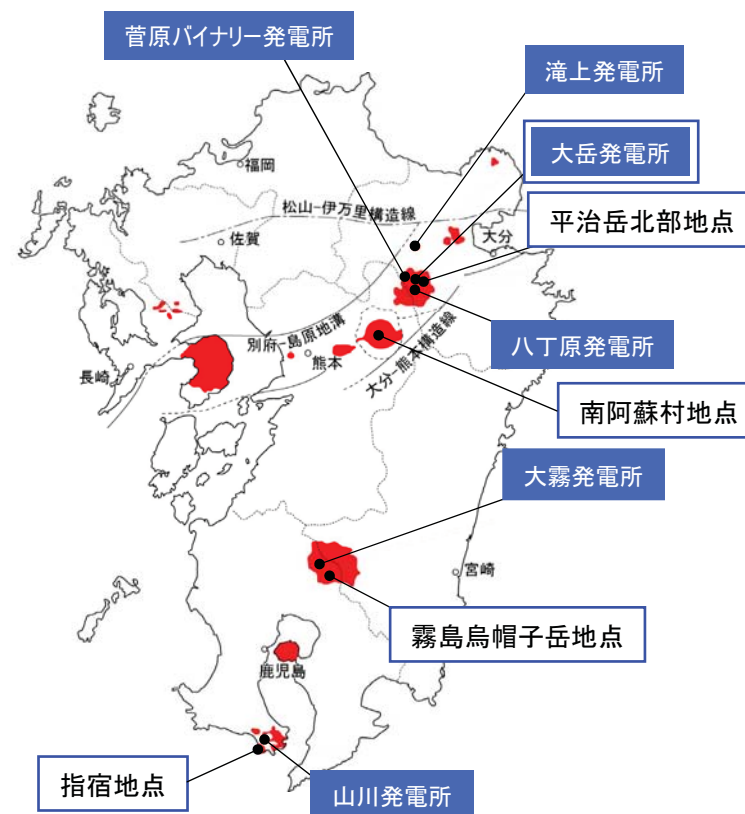 菅原バイナリー発電所
滝上発電所
大岳発電所
福岡
松山-伊万里構造線
平治岳北部地点
佐賀
大分
別府-島原地溝
八丁原発電所
熊本
大分-熊本構造線
長崎
南阿蘇村地点
大霧発電所
宮崎
霧島烏帽子岳地点
鹿児島
指宿地点
山川発電所